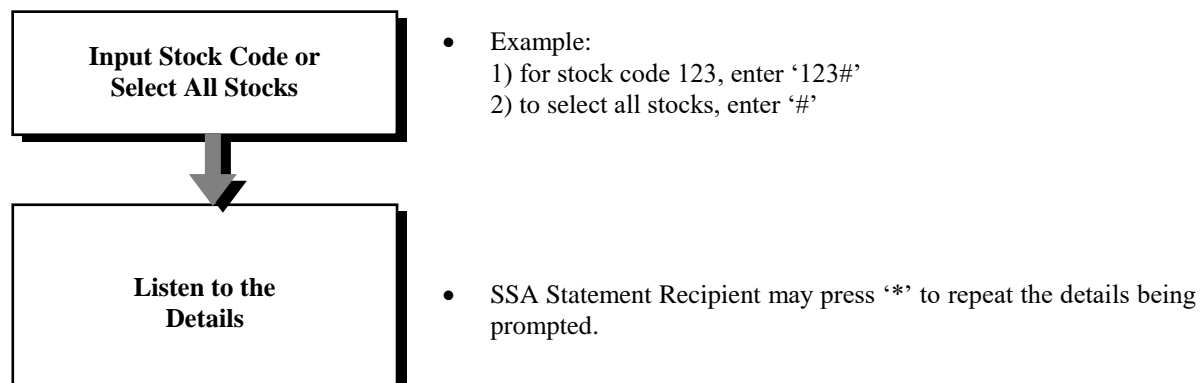 Input Stock Code or
Select All Stocks
• Example:
1) for stock code 123, enter ‘123#’
2) to select all stocks, enter ‘#’
Listen to the
Details
• SSA Statement Recipient may press ‘*’ to repeat the details being
prompted.